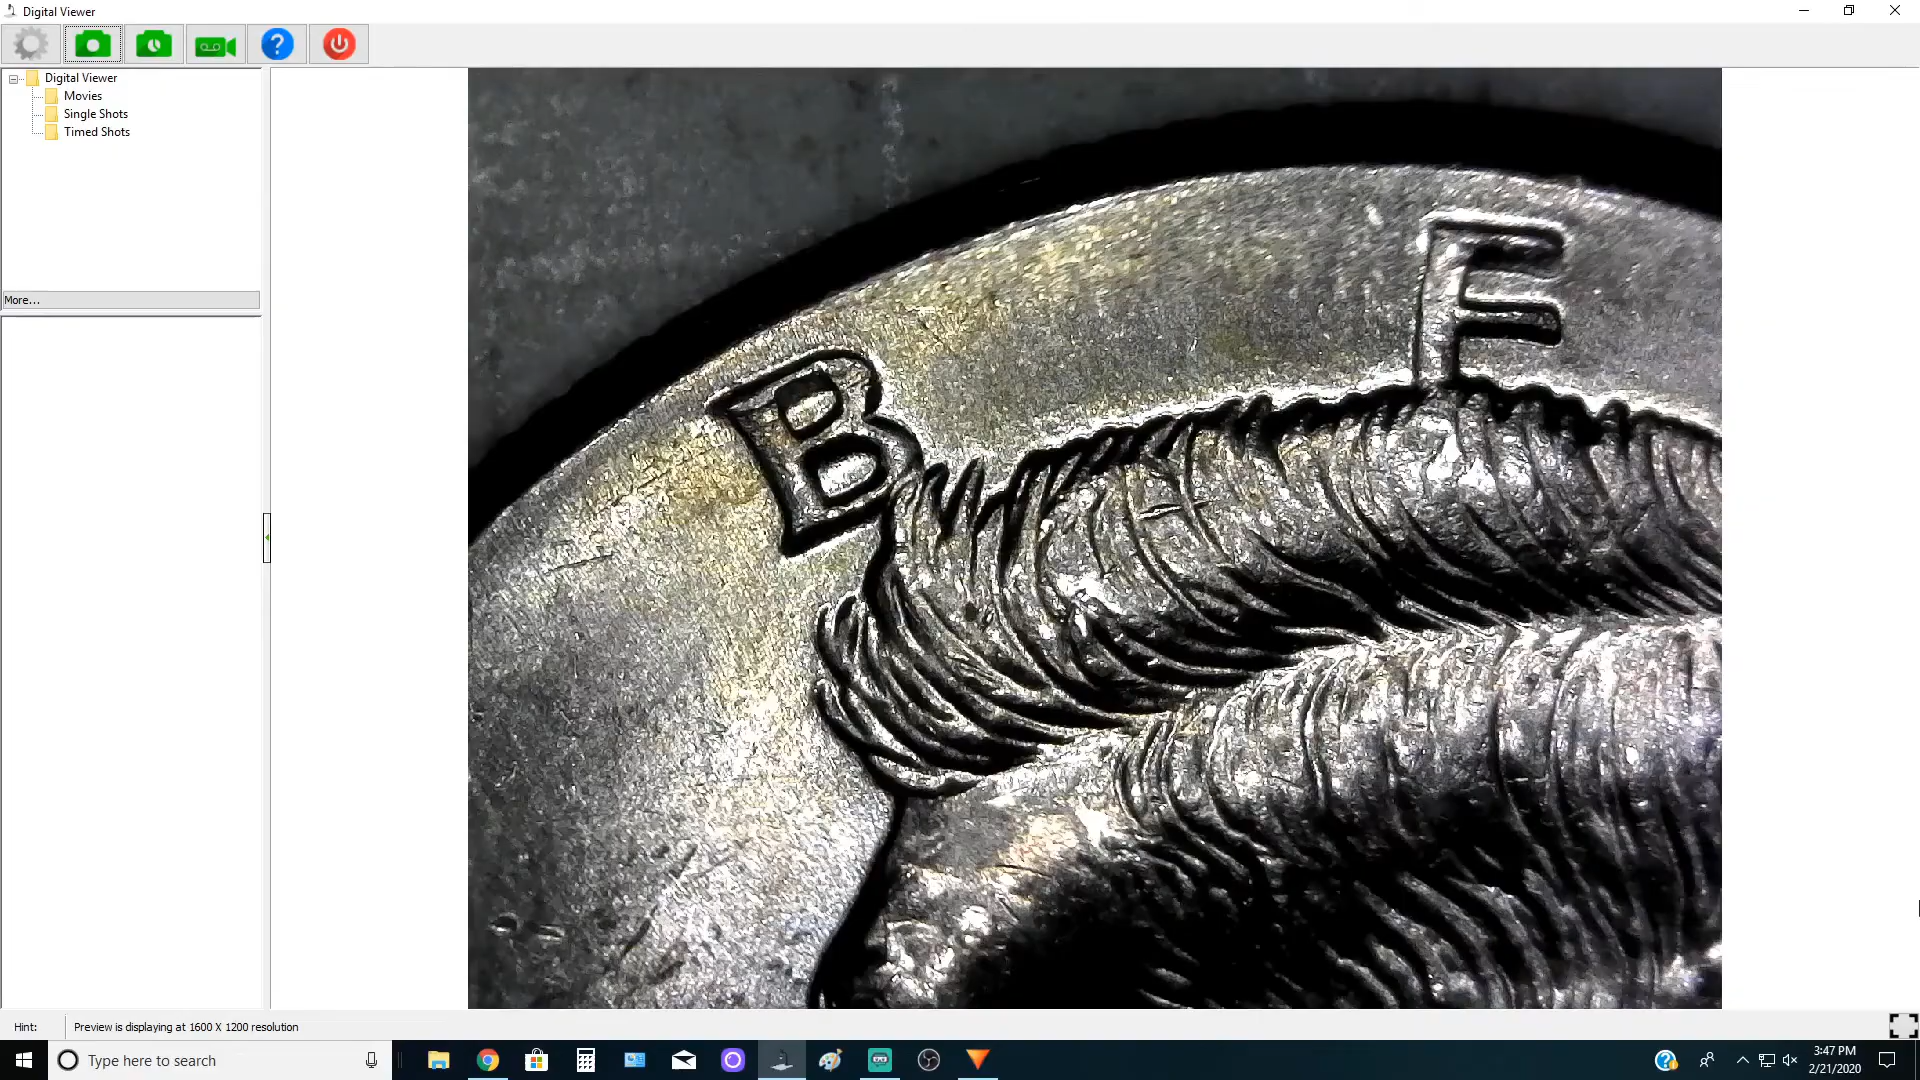 Digital Viewer
Digital Viewer
Movies
Single Shots
Timed Shots
More...
B E
Hint: Preview is displaying at 1600 X 1200 resolution
Type here to search
3:47 PM
2/21/2020